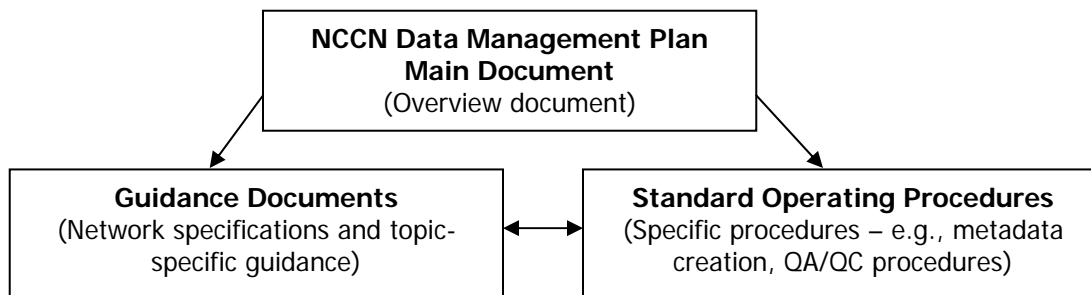 NCCN Data Management Plan
Main Document
(Overview document)
Guidance Documents
(Network specifications and topic-
specific guidance)
Standard Operating Procedures
(Specific procedures – e.g., metadata
creation, QA/QC procedures)